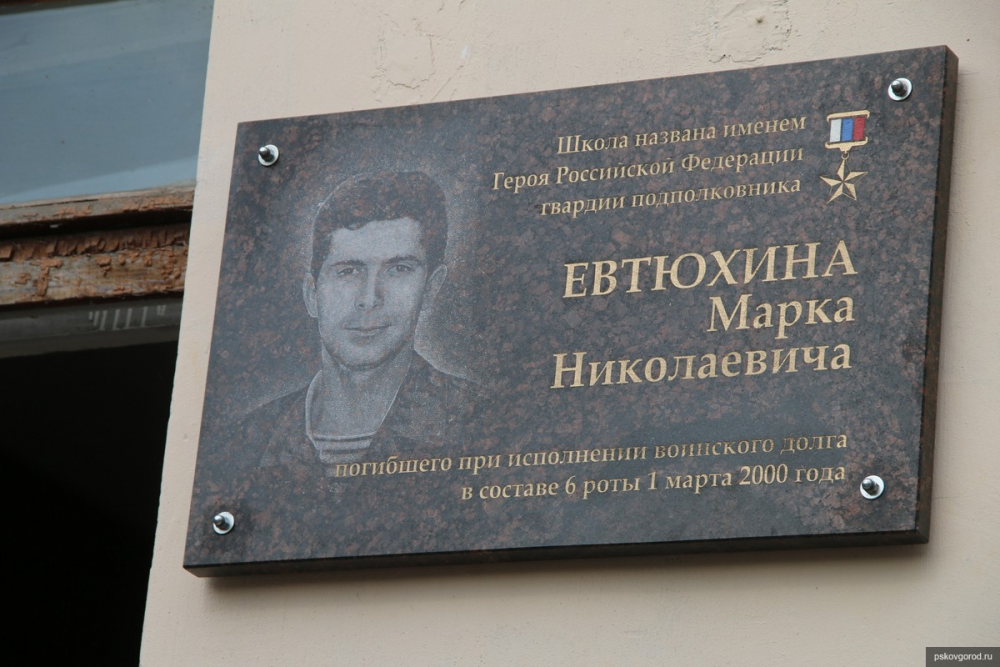 Школа названа именем
Героя Российской Федерации
гвардии подполковника
ЕВТЮХИНА
Марка
Николаевича
погибшего при исполнении воинского долга
в составе 6 роты 1 марта 2000 года
pskovgorod.ru